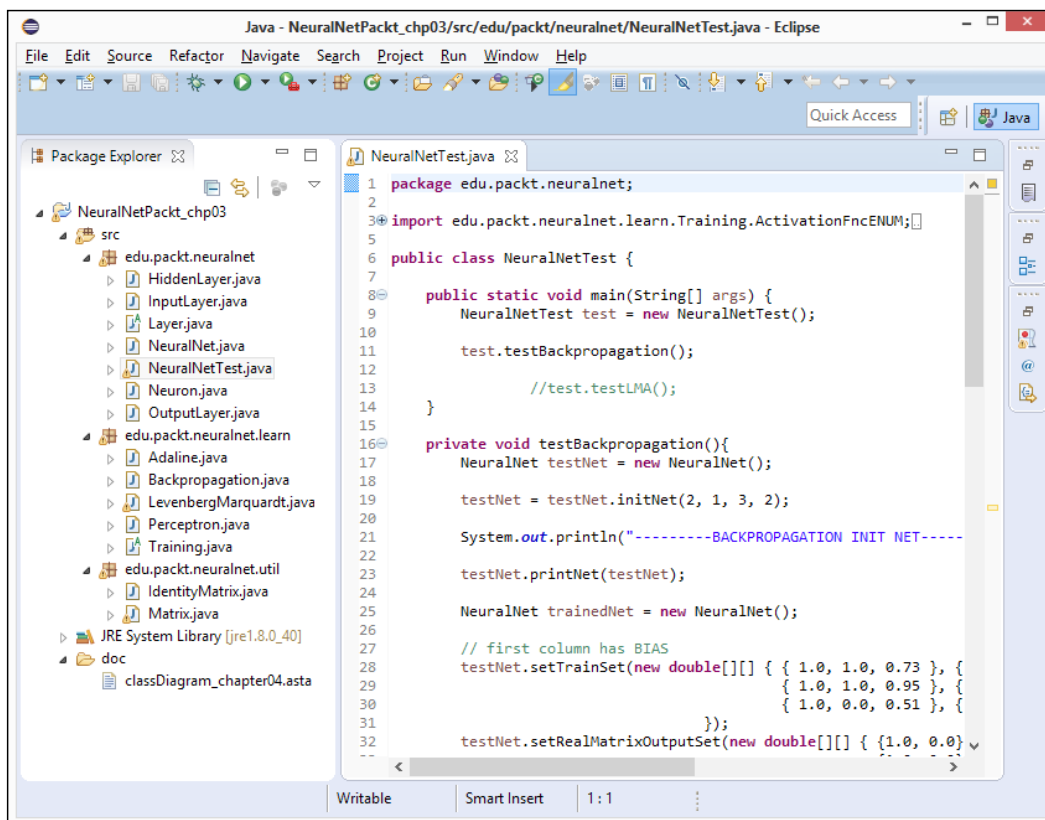 Java - NeuralNetPackt_chp03/src/edu/packt/neuralnet/NeuralNetTest.java - Eclipse
File Edit Source Refactor Navigate Search Project Run Window Help
Quick Access
Java
Package Explorer
NeuralNetPackt_chp03
src
edu.packt.neuralnet
HiddenLayer.java
InputLayer.java
Layer.java
NeuralNet.java
NeuralNetTest.java
Neuron.java
OutputLayer.java
edu.packt.neuralnet.learn
Adaline.java
Backpropagation.java
LevenbergMarquardt.java
Perceptron.java
Training.java
edu.packt.neuralnet.util
IdentityMatrix.java
Matrix.java
JRE System Library [jre1.8.0_40]
doc
classDiagram_chapter04.asta
NeuralNetTest.java
1 package edu.packt.neuralnet;
2
3 import edu.packt.neuralnet.learn.Training.ActivationFncENUM;
5
6 public class NeuralNetTest {
7
8 public static void main(String[] args) {
9 NeuralNetTest test = new NeuralNetTest();
10
11 test.testBackpropagation();
12
13 //test.testLMA();
14 }
15
16 private void testBackpropagation(){
17 NeuralNet testNet = new NeuralNet();
18
19 testNet = testNet.initNet(2, 1, 3, 2);
20
21 System.out.println("---------BACKPROPAGATION INIT NET-----
22
23 testNet.printNet(testNet);
24
25 NeuralNet trainedNet = new NeuralNet();
26
27 // first column has BIAS
28 testNet.setTrainSet(new double[][] { { 1.0, 1.0, 0.73 }, {
29 { 1.0, 1.0, 0.95 }, {
30 { 1.0, 0.0, 0.51 }, {
31 });
32 testNet.setRealMatrixOutputSet(new double[][] { {1.0, 0.0}
Writable
Smart Insert
1 : 1